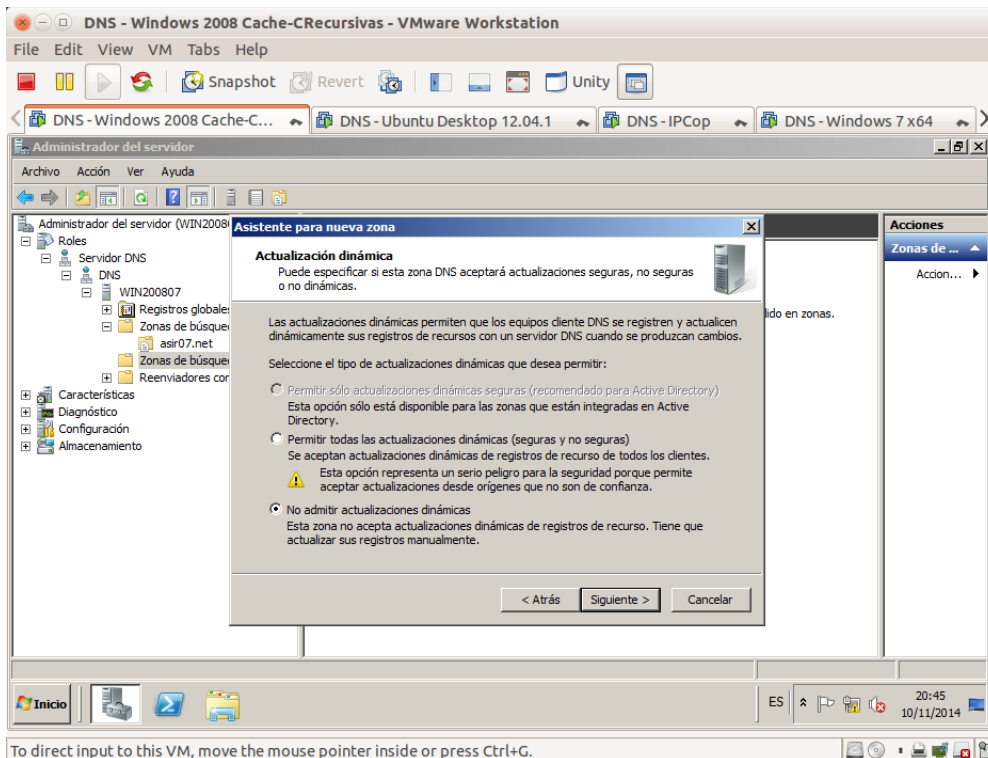 DNS - Windows 2008 Cache-CRecursivas - VMware Workstation
File Edit View VM Tabs Help
Snapshot Revert Unity
DNS - Windows 2008 Cache-C... DNS - Ubuntu Desktop 12.04.1 DNS - IPCop DNS - Windows 7 x64
Administrador del servidor
Archivo Acción Ver Ayuda
Administrador del servidor (WIN2008
Roles
Servidor DNS
DNS
WIN200807
Registros globales
Zonas de búsque
asir07.net
Zonas de búsque
Reenviadores cor
Características
Diagnóstico
Configuración
Almacenamiento
Asistente para nueva zona
Actualización dinámica
Puede especificar si esta zona DNS aceptará actualizaciones seguras, no seguras
o no dinámicas.
Las actualizaciones dinámicas permiten que los equipos cliente DNS se registren y actualicen
dinámicamente sus registros de recursos con un servidor DNS cuando se produzcan cambios.
Seleccione el tipo de actualizaciones dinámicas que desea permitir:
Permitir sólo actualizaciones dinámicas seguras (recomendado para Active Directory)
Esta opción sólo está disponible para las zonas que están integradas en Active
Directory.
Permitir todas las actualizaciones dinámicas (seguras y no seguras)
Se aceptan actualizaciones dinámicas de registros de recurso de todos los clientes.
Esta opción representa un serio peligro para la seguridad porque permite
aceptar actualizaciones desde orígenes que no son de confianza.
No admitir actualizaciones dinámicas
Esta zona no acepta actualizaciones dinámicas de registros de recurso. Tiene que
actualizar sus registros manualmente.
< Atrás Siguiente > Cancelar
lido en zonas.
Acciones
Zonas de ...
Accion...
Inicio
ES
20:45
10/11/2014
To direct input to this VM, move the mouse pointer inside or press Ctrl+G.